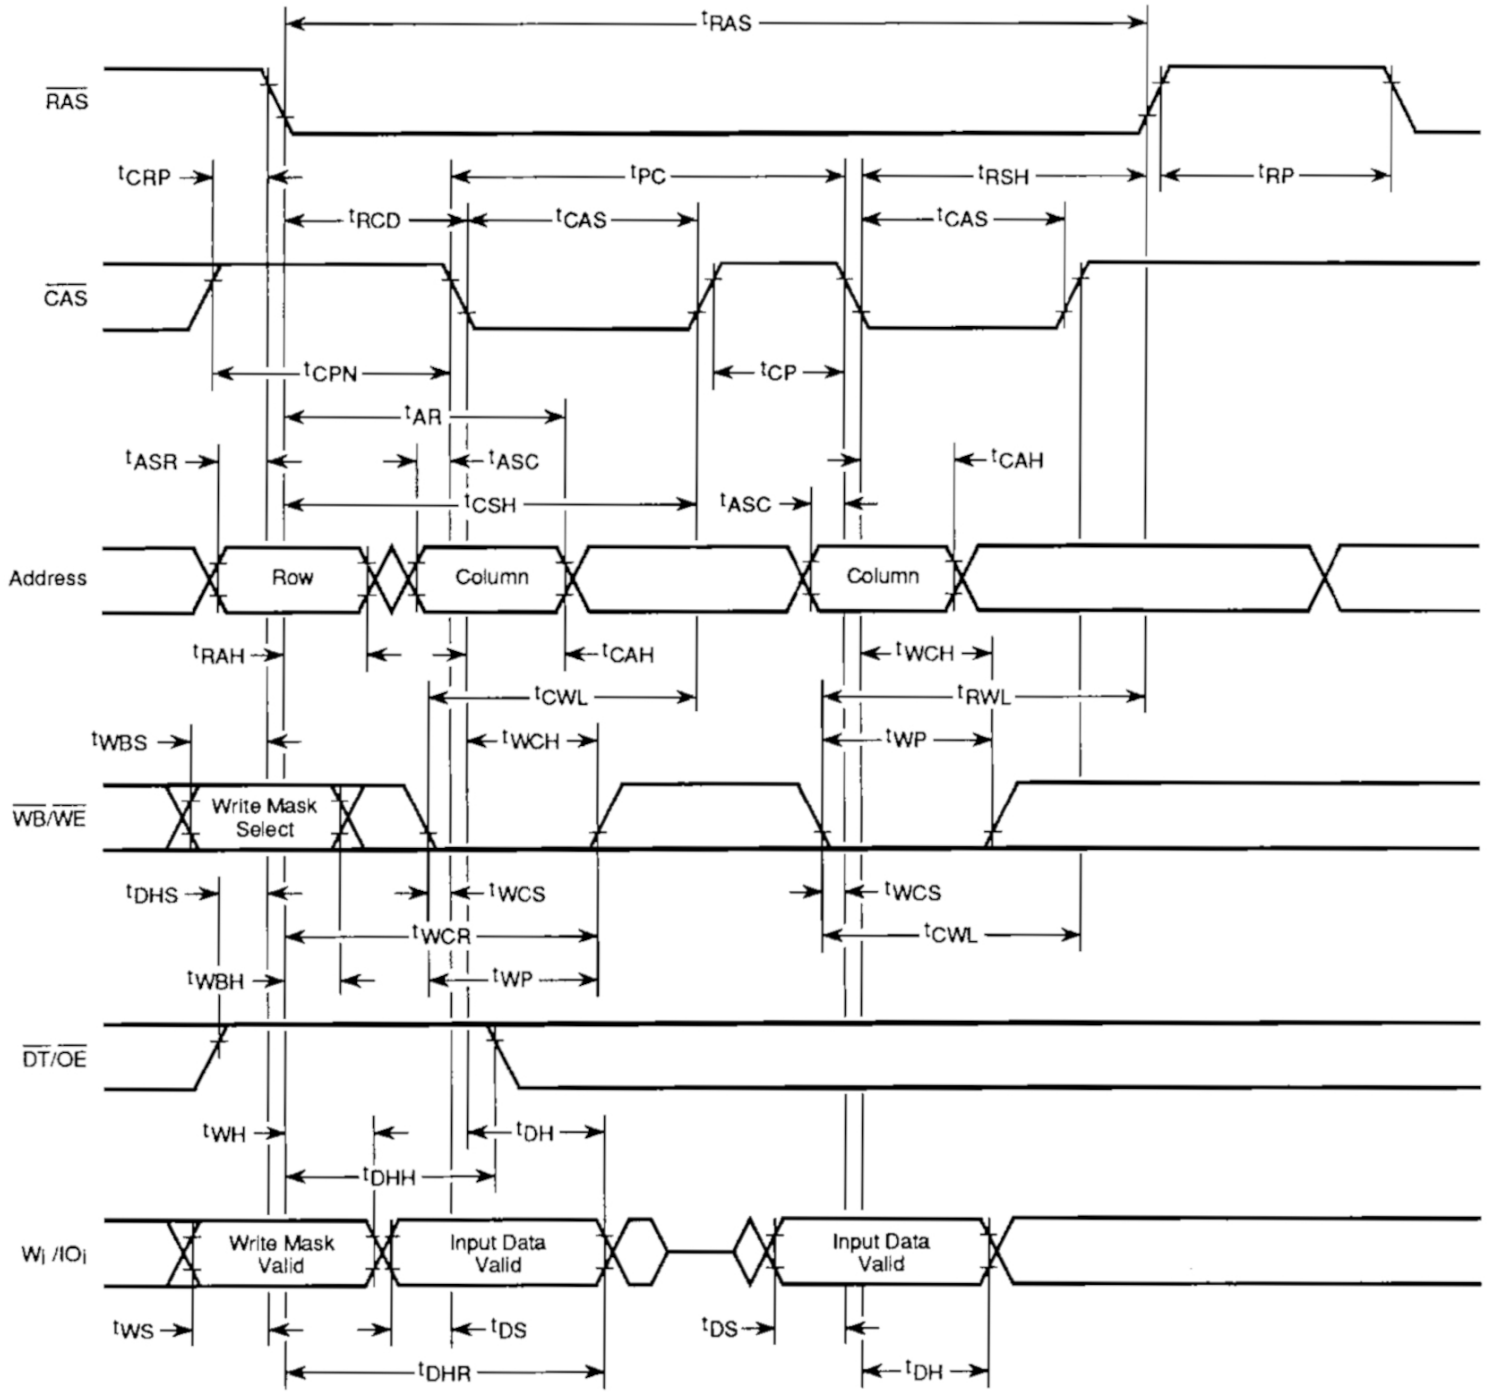 tRAS
RAS
tCRP
tPC
tRSH
tRP
tRCD
tCAS
tCAS
CAS
tCPN
tCP
tAR
tASR
tASC
tCAH
tCSH
tASC
Address
Row
Column
Column
tRAH
tCAH
tWCH
tCWL
tRWL
tWBS
tWCH
tWP
WB/WE
Write Mask
Select
tDHS
tWCS
tWCS
tWCR
tCWL
tWBH
tWP
DT/OE
tWH
tDH
tDHH
Wi /IOi
Write Mask
Valid
Input Data
Valid
Input Data
Valid
tWS
tDS
tDS
tDHR
tDH